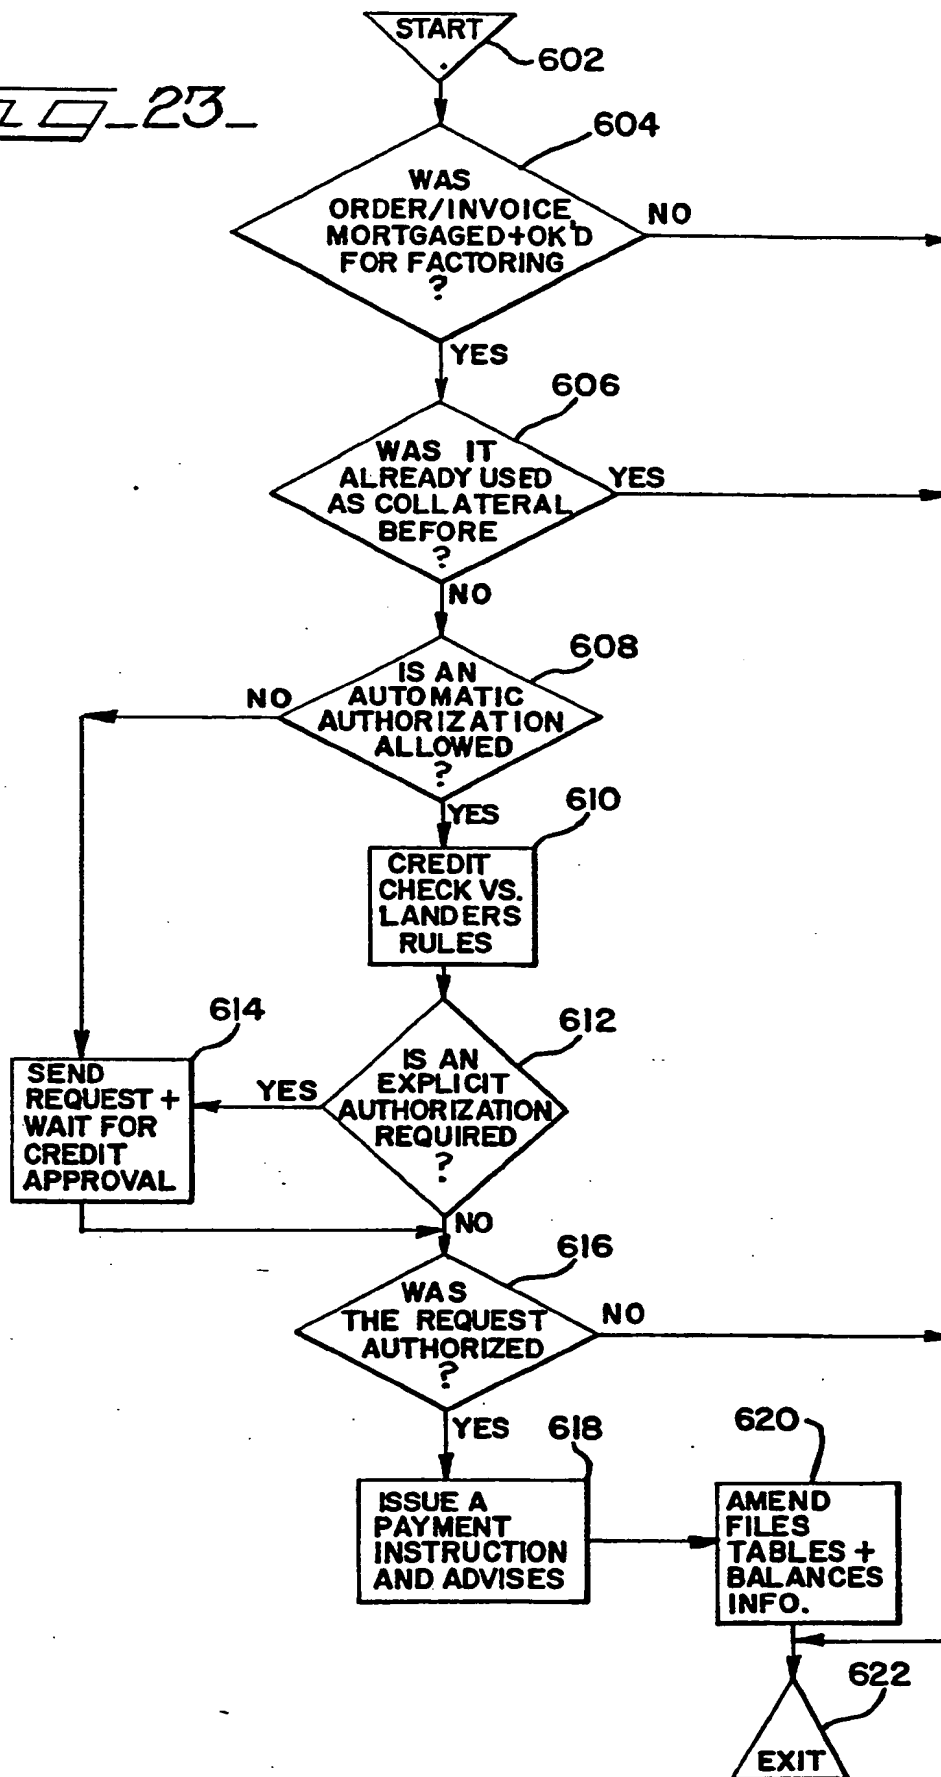 START
602
Fig_23_
604
WAS
ORDER/INVOICE,
MORTGAGED+OK'D
FOR FACTORING
?
NO
YES
606
WAS IT
ALREADY USED
AS COLLATERAL
BEFORE
?
YES
NO
608
IS AN
AUTOMATIC
AUTHORIZATION
ALLOWED
?
NO
YES
610
CREDIT
CHECK VS.
LANDERS
RULES
614
SEND
REQUEST +
WAIT FOR
CREDIT
APPROVAL
612
IS AN
EXPLICIT
AUTHORIZATION
REQUIRED
?
YES
NO
616
WAS
THE REQUEST
AUTHORIZED
?
NO
YES
618
ISSUE A
PAYMENT
INSTRUCTION
AND ADVISES
620
AMEND
FILES
TABLES +
BALANCES
INFO.
622
EXIT